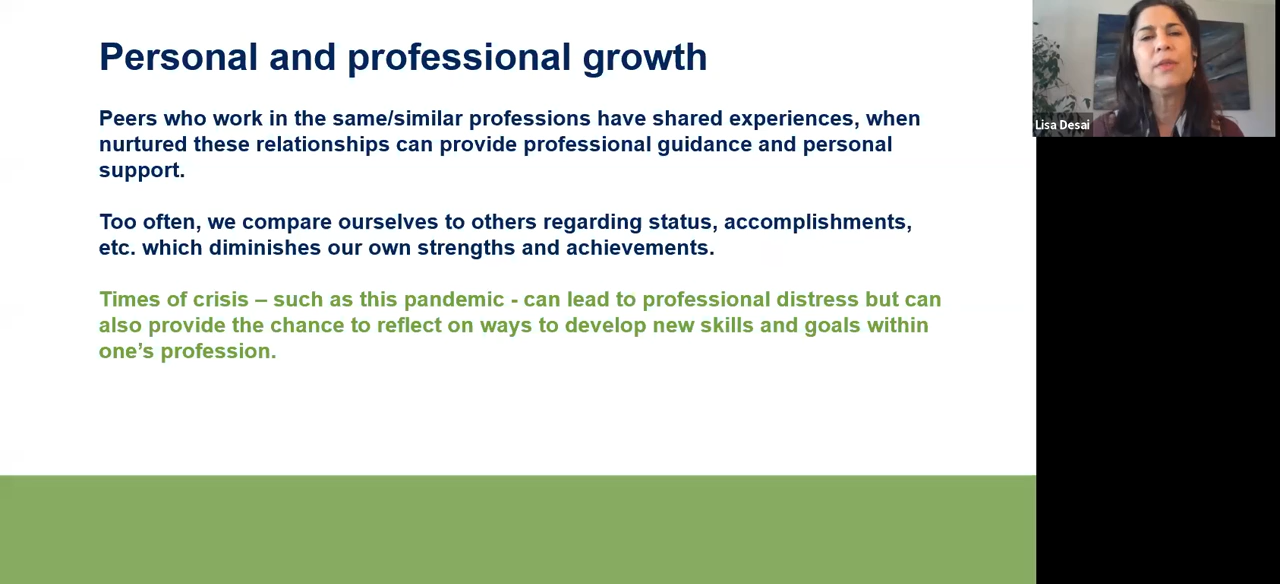 Personal and professional growth
Peers who work in the same/similar professions have shared experiences, when
nurtured these relationships can provide professional guidance and personal
support.
Too often, we compare ourselves to others regarding status, accomplishments,
etc. which diminishes our own strengths and achievements.
Times of crisis – such as this pandemic - can lead to professional distress but can
also provide the chance to reflect on ways to develop new skills and goals within
one’s profession.
Lisa Desai